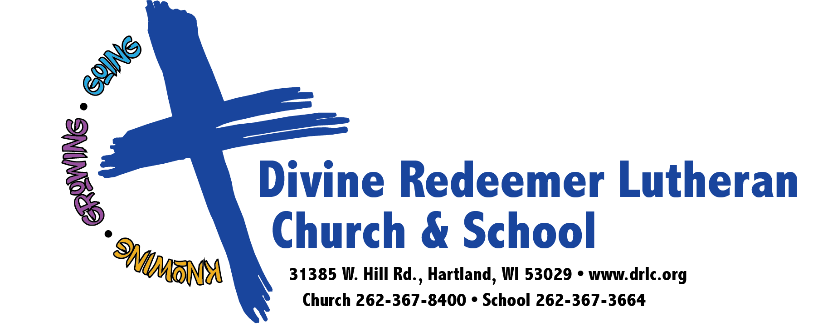 KNOWING • GROWING • GOING
Divine Redeemer Lutheran
Church & School
31385 W. Hill Rd., Hartland, WI 53029 • www.drlc.org
Church 262-367-8400 • School 262-367-3664